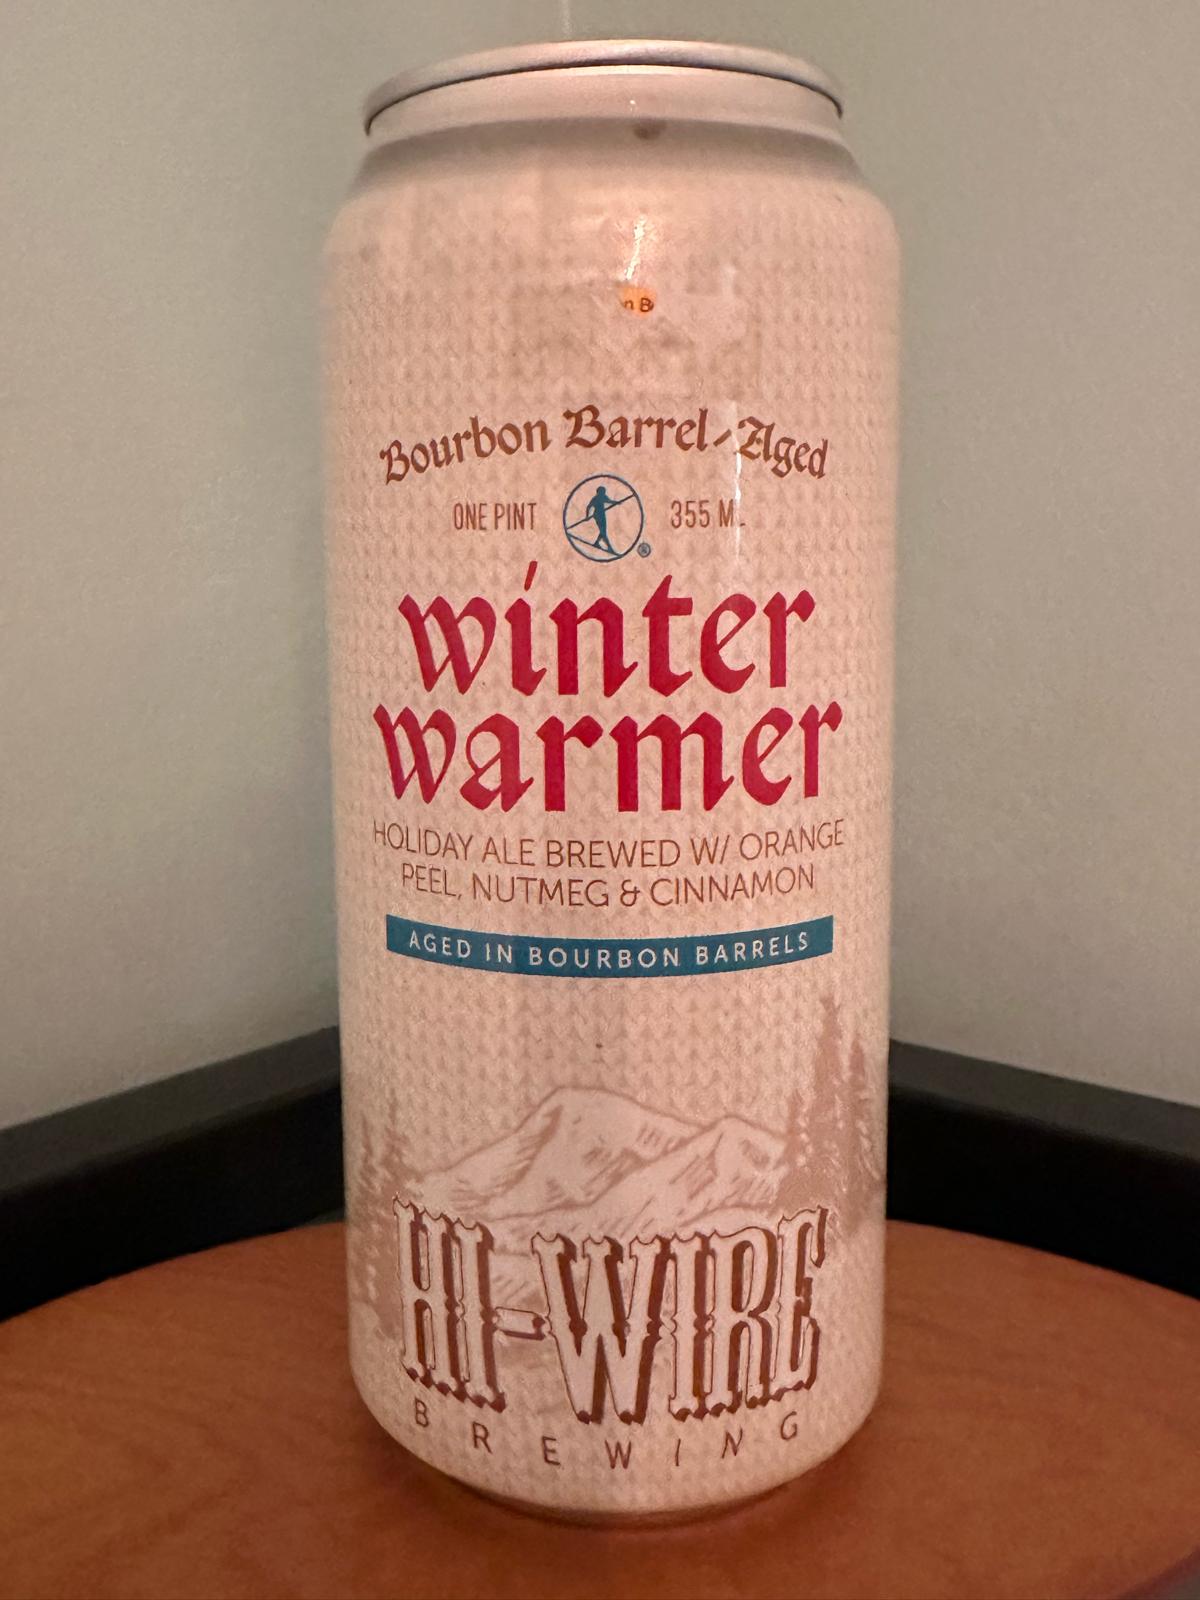 n B
Bourbon Barrel-Aged
ONE PINT 355 ML
®
winter
warmer
HOLIDAY ALE BREWED W/ ORANGE
PEEL, NUTMEG & CINNAMON
AGED IN BOURBON BARRELS
HI-WIRE
BREWING